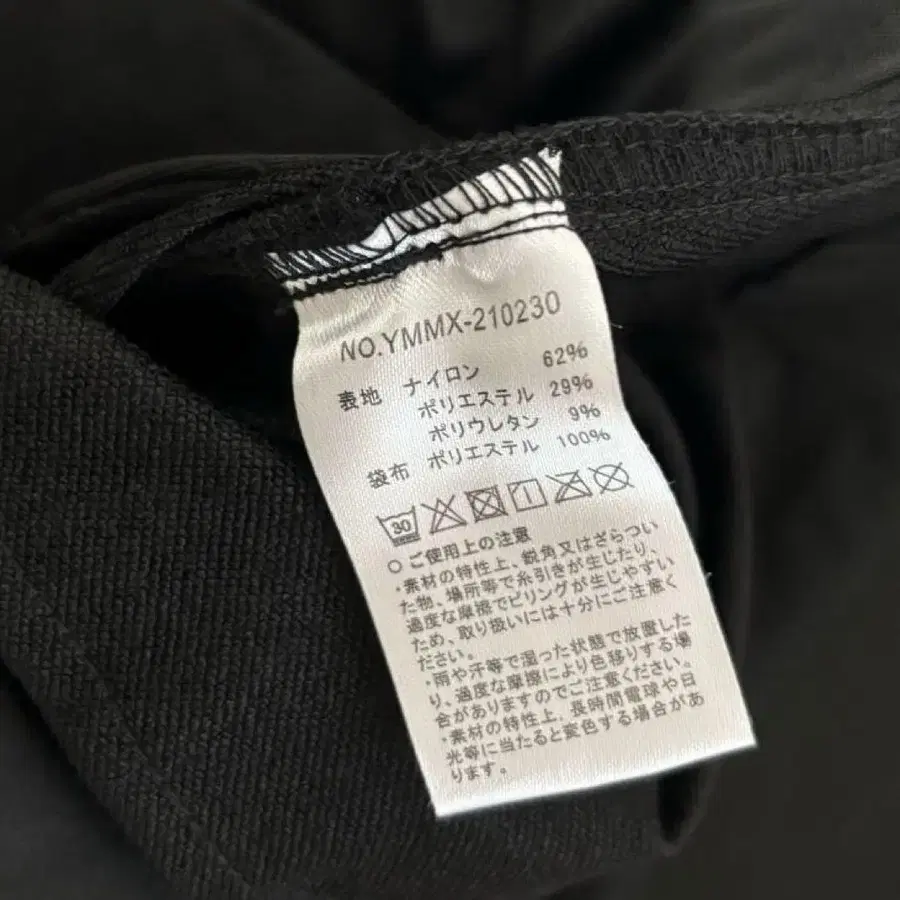 NO.YMMX-210230
表地 ナイロン 62%
ポリエステル 29%
ポリウレタン 9%
袋布 ポリエステル 100%
30
○ ご使用上の注意
・素材の特性上、鋭角又はざらつい
た物、場所等で糸引きが生じたり、
過度な摩擦でピリングが生じやすい
ため、取り扱いには十分にご注意く
ださい。
・雨や汗等で湿った状態で放置した
り、過度な摩擦により色移りする場
合がありますのでご注意ください。
・素材の特性上、長時間電球や日
光等に当たると変色する場合があ
ります。